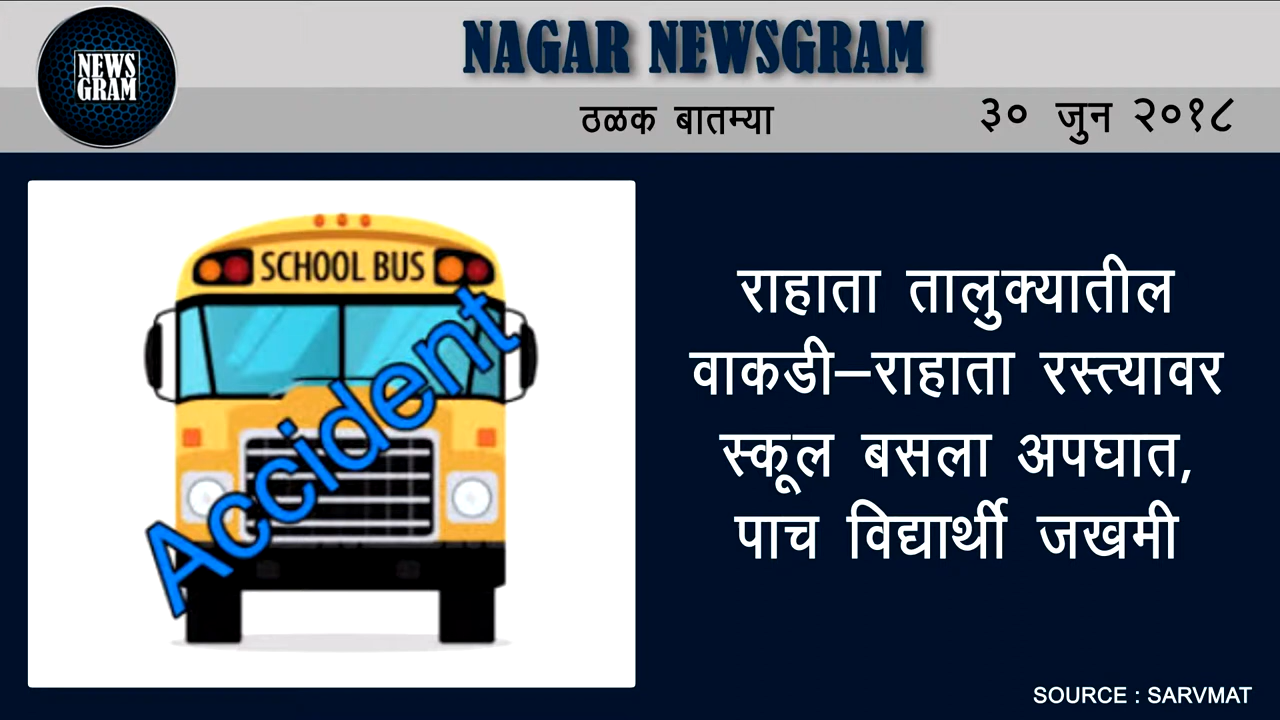 NEWS
GRAM
NAGAR NEWSGRAM
ठळक बातम्या
३० जुन २०१८
SCHOOL BUS
Accident
राहाता तालुक्यातील
वाकडी–राहाता रस्त्यावर
स्कूल बसला अपघात,
पाच विद्यार्थी जखमी
SOURCE : SARVMAT